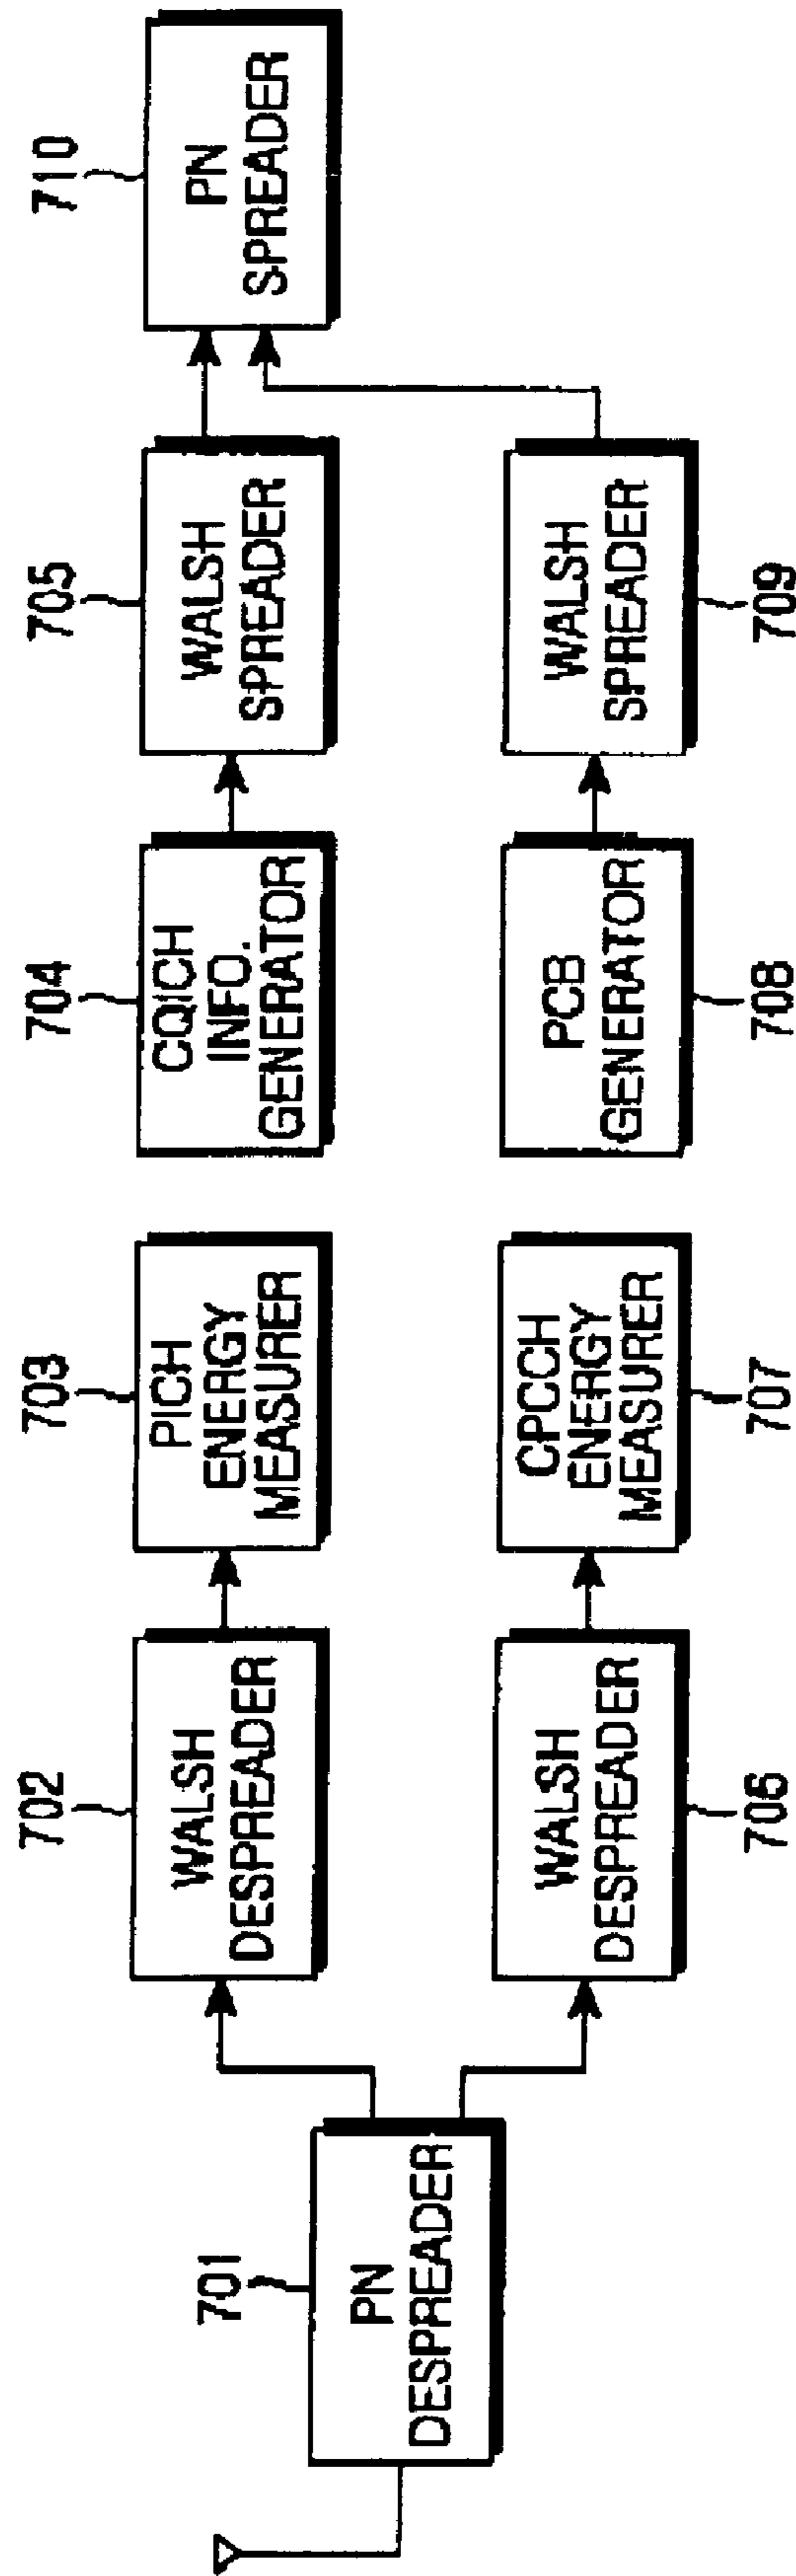 701
PN
DESPREADER
702
WALSH
DESPREADER
703
PICH
ENERGY
MEASURER
704
CQICH
INFO.
GENERATOR
705
WALSH
SPREADER
710
PN
SPREADER
WALSH
DESPREADER
706
CPCCH
ENERGY
MEASURER
707
PCB
GENERATOR
708
WALSH
SPREADER
709